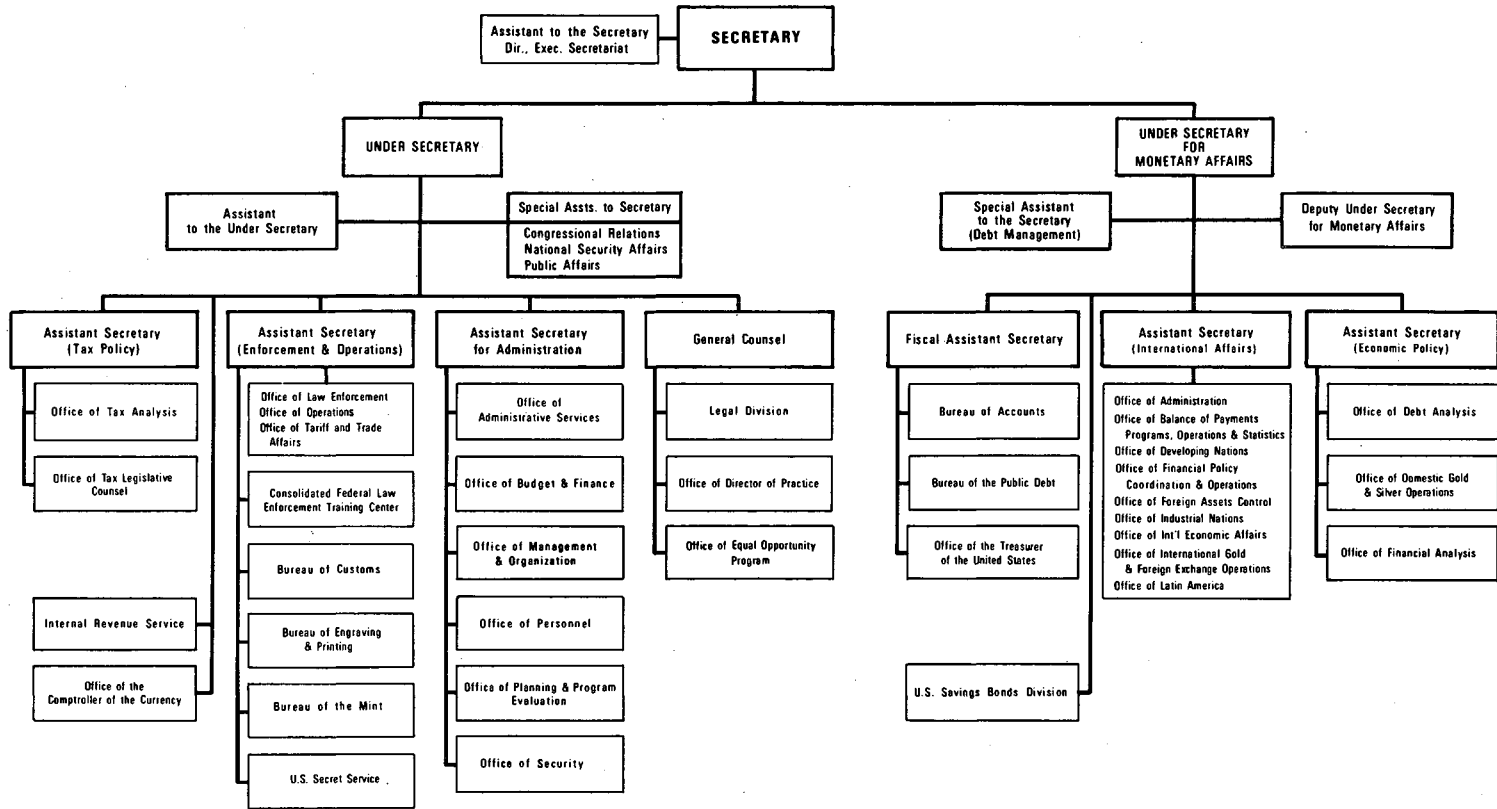 Assistant to the Secretary
Dir., Exec. Secretariat
SECRETARY
UNDER SECRETARY
UNDER SECRETARY
FOR
MONETARY AFFAIRS
Assistant
to the Under Secretary
Special Assts. to Secretary
Congressional Relations
National Security Affairs
Public Affairs
Special Assistant
to the Secretary
(Debt Management)
Deputy Under Secretary
for Monetary Affairs
Assistant Secretary
(Tax Policy)
Office of Tax Analysis
Office of Tax Legislative
Counsel
Internal Revenue Service
Office of the
Comptroller of the Currency
Assistant Secretary
(Enforcement & Operations)
Office of Law Enforcement
Office of Operations
Office of Tariff and Trade
Affairs
Consolidated Federal Law
Enforcement Training Center
Bureau of Customs
Bureau of Engraving
& Printing
Bureau of the Mint
U.S. Secret Service
Assistant Secretary
for Administration
Office of
Administrative Services
Office of Budget & Finance
Office of Management
& Organization
Office of Personnel
Office of Planning & Program
Evaluation
Office of Security
General Counsel
Legal Division
Office of Director of Practice
Office of Equal Opportunity
Program
Fiscal Assistant Secretary
Bureau of Accounts
Bureau of the Public Debt
Office of the Treasurer
of the United States
U.S. Savings Bonds Division
Assistant Secretary
(International Affairs)
Office of Administration
Office of Balance of Payments
Programs, Operations & Statistics
Office of Developing Nations
Office of Financial Policy
Coordination & Operations
Office of Foreign Assets Control
Office of Industrial Nations
Office of Int'l Economic Affairs
Office of International Gold
& Foreign Exchange Operations
Office of Latin America
Assistant Secretary
(Economic Policy)
Office of Debt Analysis
Office of Domestic Gold
& Silver Operations
Office of Financial Analysis